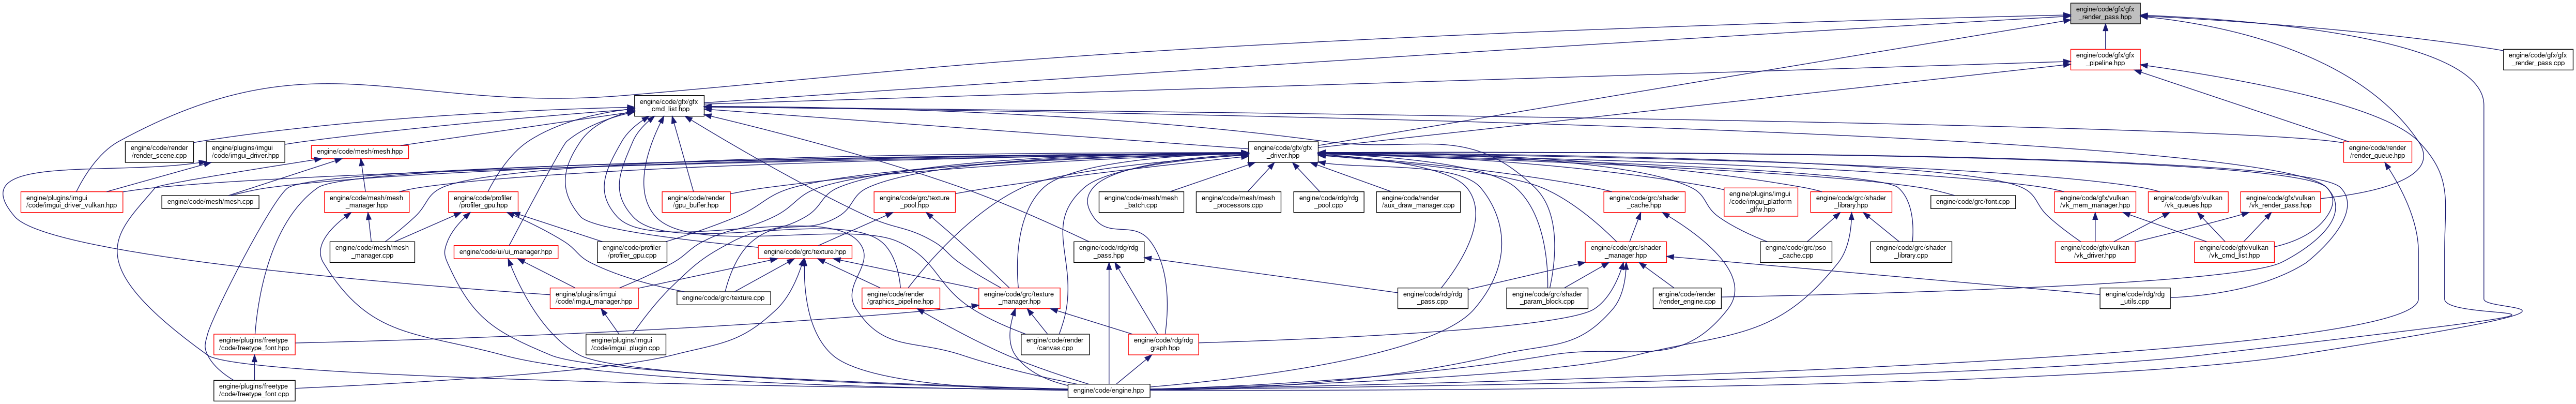 engine/code/gfx/gfx
_render_pass.hpp
engine/code/gfx/gfx
_pipeline.hpp
engine/code/gfx/gfx
_render_pass.cpp
engine/code/gfx/gfx
_cmd_list.hpp
engine/code/render
/render_scene.cpp
engine/plugins/imgui
/code/imgui_driver.hpp
engine/code/mesh/mesh.hpp
engine/code/gfx/gfx
_driver.hpp
engine/code/render
/render_queue.hpp
engine/plugins/imgui
/code/imgui_driver_vulkan.hpp
engine/code/mesh/mesh.cpp
engine/code/mesh/mesh
_manager.hpp
engine/code/profiler
/profiler_gpu.hpp
engine/code/render
/gpu_buffer.hpp
engine/code/grc/texture
_pool.hpp
engine/code/mesh/mesh
_batch.cpp
engine/code/mesh/mesh
_processors.cpp
engine/code/rdg/rdg
_pool.cpp
engine/code/render
/aux_draw_manager.cpp
engine/code/grc/shader
_cache.hpp
engine/plugins/imgui
/code/imgui_platform
_glfw.hpp
engine/code/grc/shader
_library.hpp
engine/code/grc/font.cpp
engine/code/gfx/vulkan
/vk_mem_manager.hpp
engine/code/gfx/vulkan
/vk_queues.hpp
engine/code/gfx/vulkan
/vk_render_pass.hpp
engine/code/mesh/mesh
_manager.cpp
engine/code/ui/ui_manager.hpp
engine/code/profiler
/profiler_gpu.cpp
engine/code/grc/texture.hpp
engine/code/rdg/rdg
_pass.hpp
engine/code/grc/shader
_manager.hpp
engine/code/grc/pso
_cache.cpp
engine/code/grc/shader
_library.cpp
engine/code/gfx/vulkan
/vk_driver.hpp
engine/code/gfx/vulkan
/vk_cmd_list.hpp
engine/plugins/imgui
/code/imgui_manager.hpp
engine/code/grc/texture.cpp
engine/code/render
/graphics_pipeline.hpp
engine/code/grc/texture
_manager.hpp
engine/code/rdg/rdg
_pass.cpp
engine/code/grc/shader
_param_block.cpp
engine/code/render
/render_engine.cpp
engine/code/rdg/rdg
_utils.cpp
engine/plugins/freetype
/code/freetype_font.hpp
engine/plugins/imgui
/code/imgui_plugin.cpp
engine/code/render
/canvas.cpp
engine/code/rdg/rdg
_graph.hpp
engine/plugins/freetype
/code/freetype_font.cpp
engine/code/engine.hpp